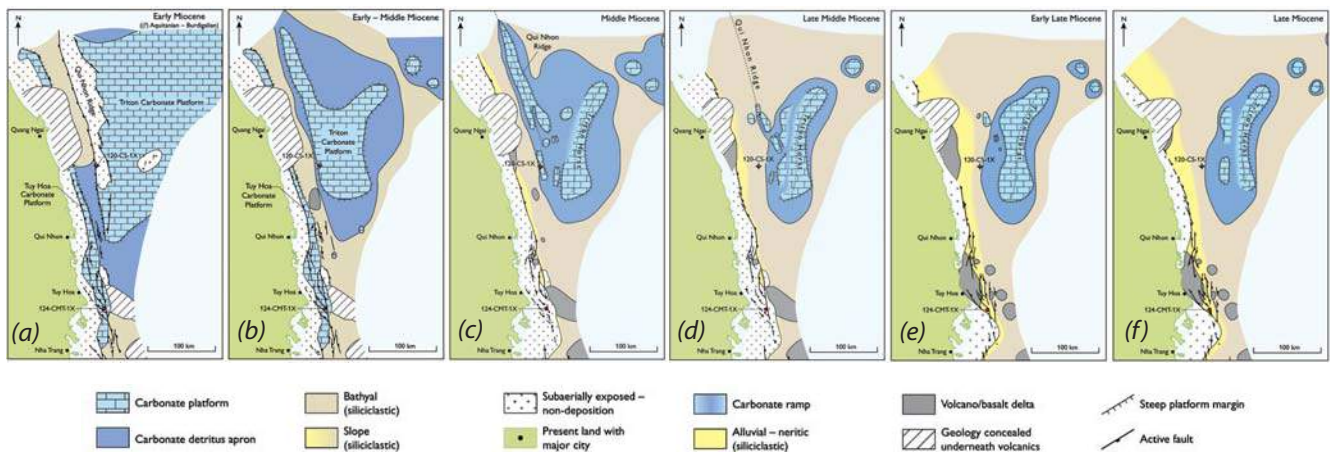 N
Early Miocene
((?) Aquitanian – Burdigalian)
Qui Nhon Ridge
Triton Carbonate Platform
Quang Ngai
120-CS-1X
Tuy Hoa
Carbonate
Platform
Qui Nhon
Tuy Hoa
124-CMT-1X
Nha Trang
100 km
(a)
N
Early – Middle Miocene
Quang Ngai
Triton
Carbonate
Platform
120-CS-1X
Tuy Hoa
Carbonate
Platform
Qui Nhon
Tuy Hoa
124-CMT-1X
Nha Trang
100 km
(b)
N
Middle Miocene
Qui Nhon
Ridge
Quang Ngai
Triton Horst
120-CS-1X
Qui Nhon
Tuy Hoa
124-CMT-1X
Nha Trang
100 km
(c)
N
Late Middle Miocene
Qui Nhon Ridge
Quang Ngai
Triton Horst
120-CS-1X
Qui Nhon
Tuy Hoa
124-CMT-1X
Nha Trang
100 km
(d)
N
Early Late Miocene
Quang Ngai
Triton Horst
120-CS-1X
Qui Nhon
Tuy Hoa
124-CMT-1X
Nha Trang
100 km
(e)
N
Late Miocene
Quang Ngai
Triton Horst
120-CS-1X
Qui Nhon
Tuy Hoa
124-CMT-1X
Nha Trang
100 km
(f)
Carbonate platform
Carbonate detritus apron
Bathyal
(siliciclastic)
Slope
(siliciclastic)
Subaerially exposed –
non-deposition
Present land with
major city
Carbonate ramp
Alluvial – neritic
(siliciclastic)
Volcano/basalt delta
Geology concealed
underneath volcanics
Steep platform margin
Active fault